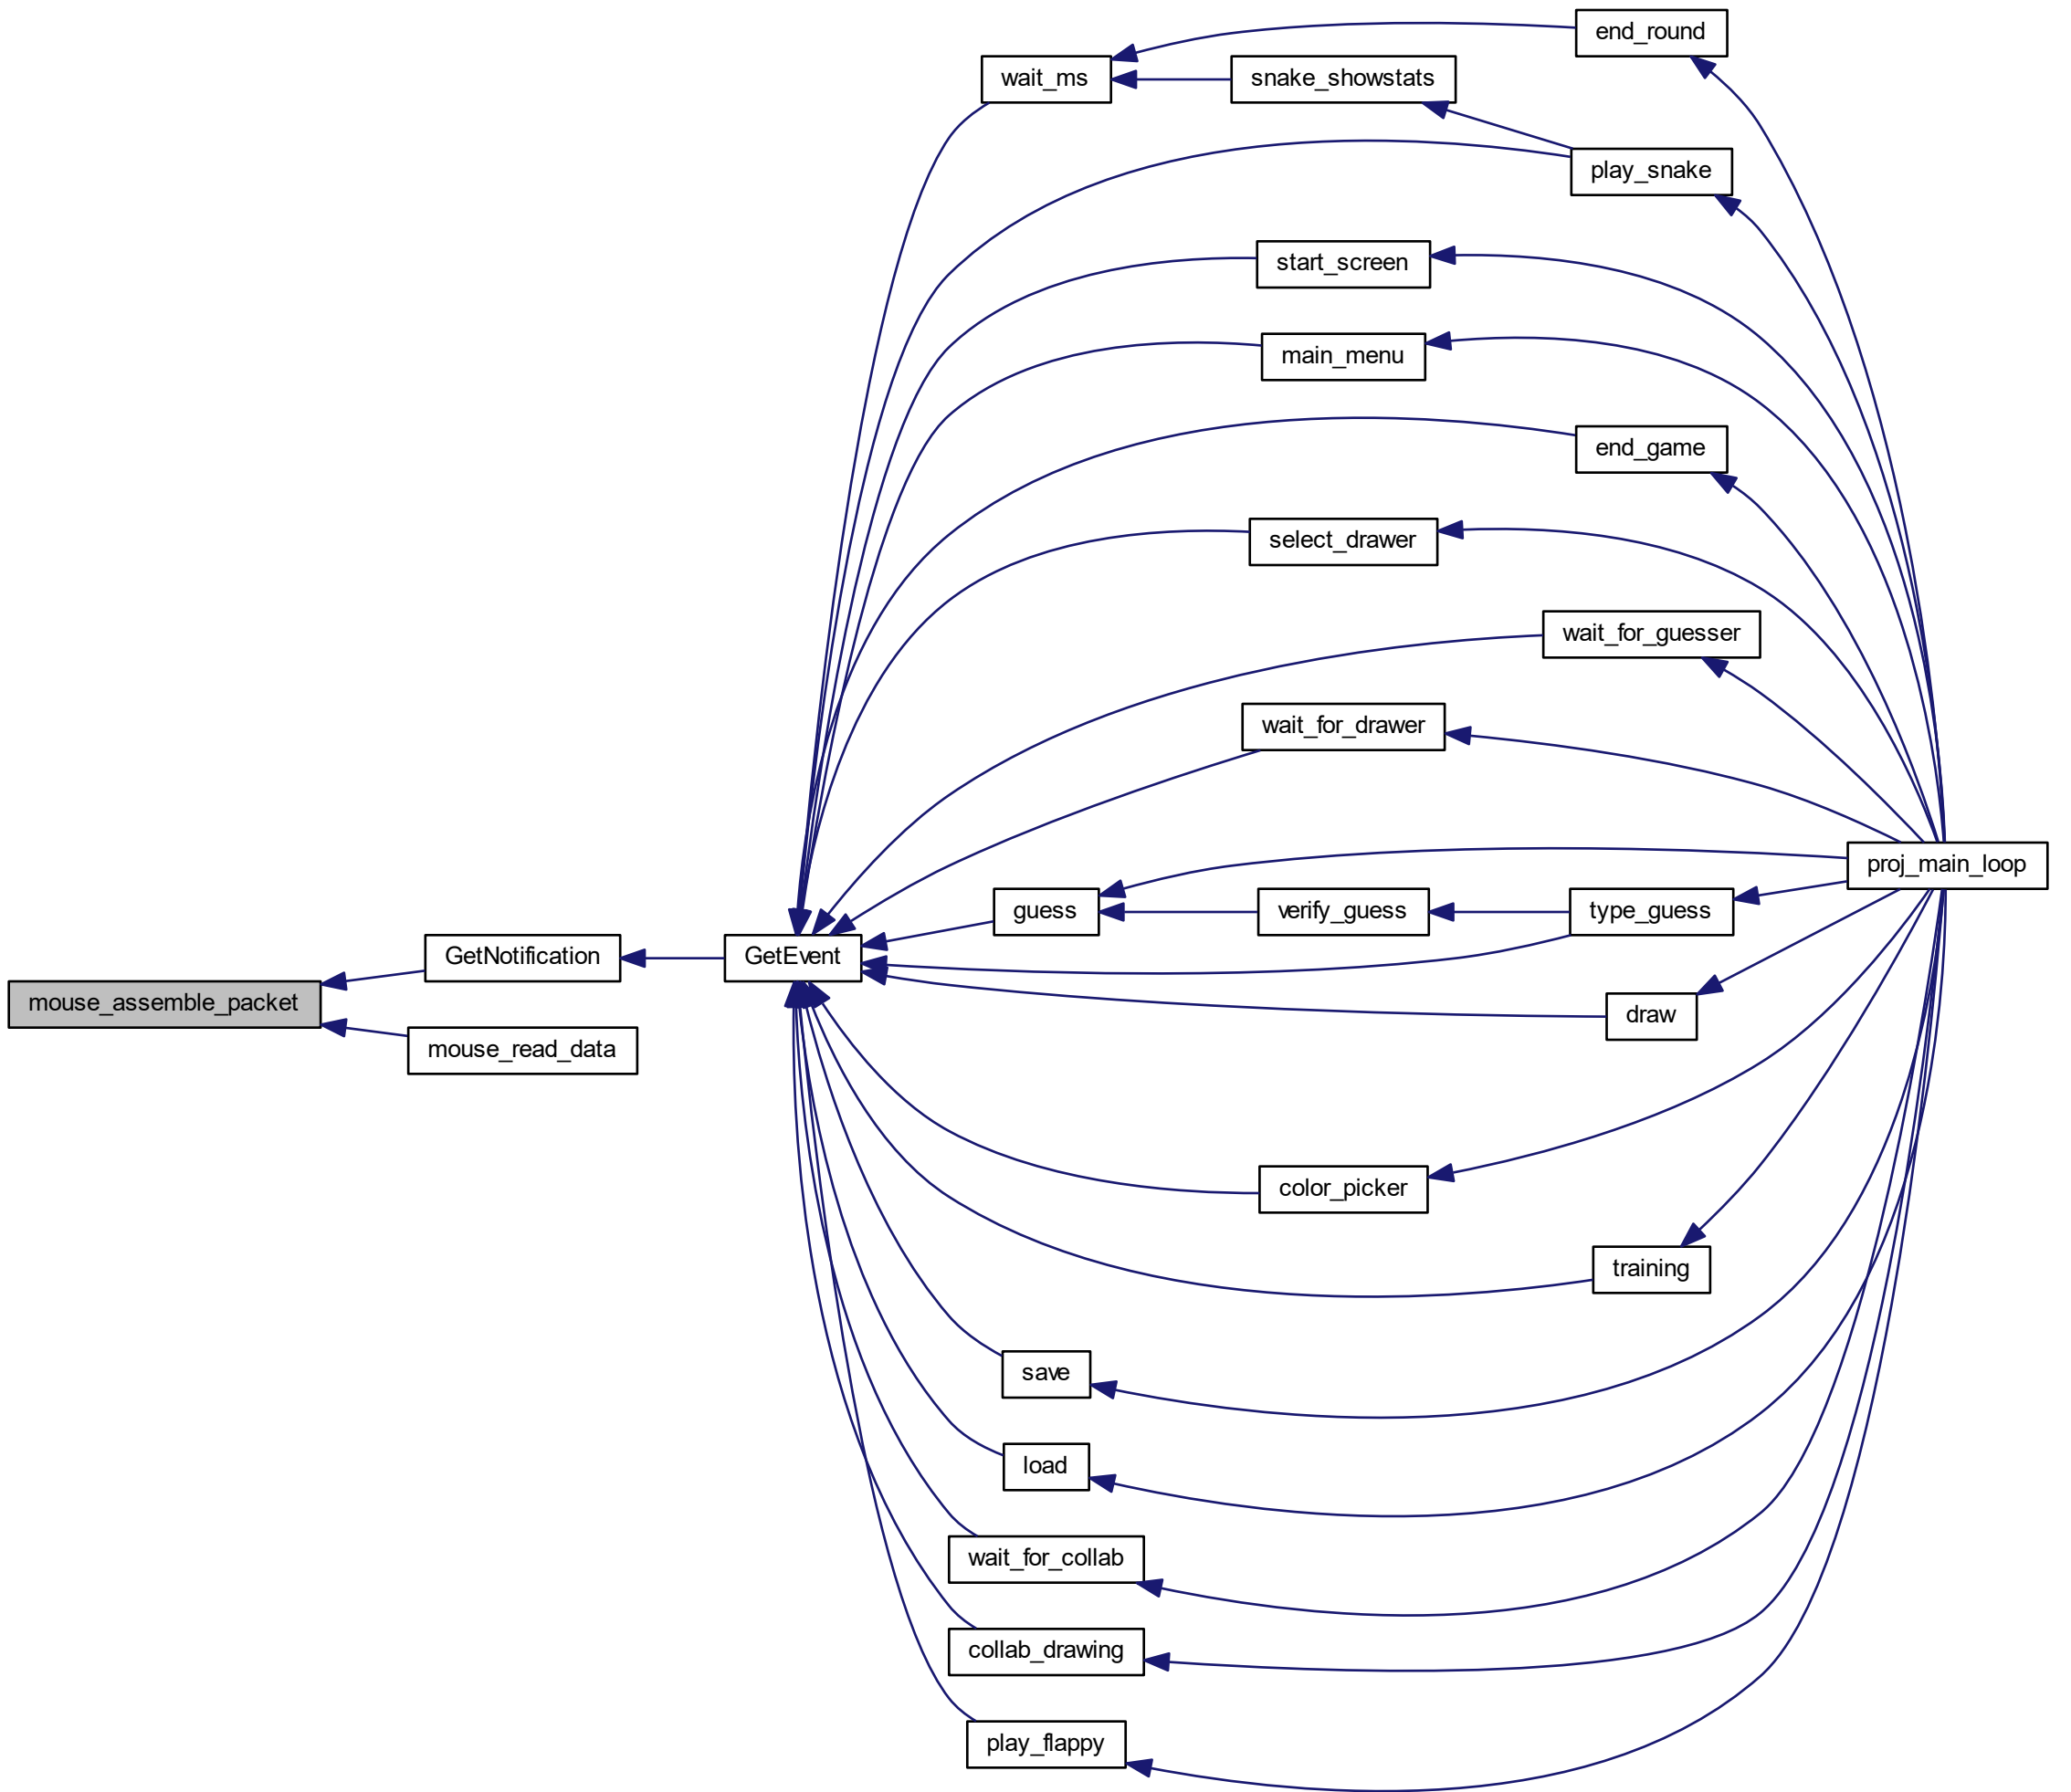 end_round
wait_ms
snake_showstats
play_snake
start_screen
main_menu
end_game
select_drawer
wait_for_guesser
wait_for_drawer
proj_main_loop
guess
verify_guess
type_guess
GetNotification
GetEvent
mouse_assemble_packet
draw
mouse_read_data
color_picker
training
save
load
wait_for_collab
collab_drawing
play_flappy